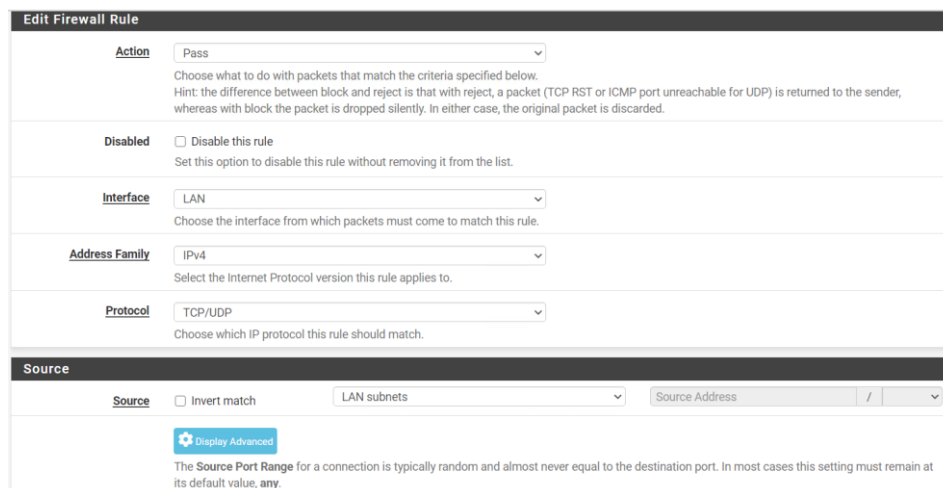 Edit Firewall Rule
Action
Pass
Choose what to do with packets that match the criteria specified below.
Hint: the difference between block and reject is that with reject, a packet (TCP RST or ICMP port unreachable for UDP) is returned to the sender,
whereas with block the packet is dropped silently. In either case, the original packet is discarded.
Disabled
Disable this rule
Set this option to disable this rule without removing it from the list.
Interface
LAN
Choose the interface from which packets must come to match this rule.
Address Family
IPv4
Select the Internet Protocol version this rule applies to.
Protocol
TCP/UDP
Choose which IP protocol this rule should match.
Source
Source
Invert match
LAN subnets
Source Address
/
Display Advanced
The Source Port Range for a connection is typically random and almost never equal to the destination port. In most cases this setting must remain at
its default value, any.